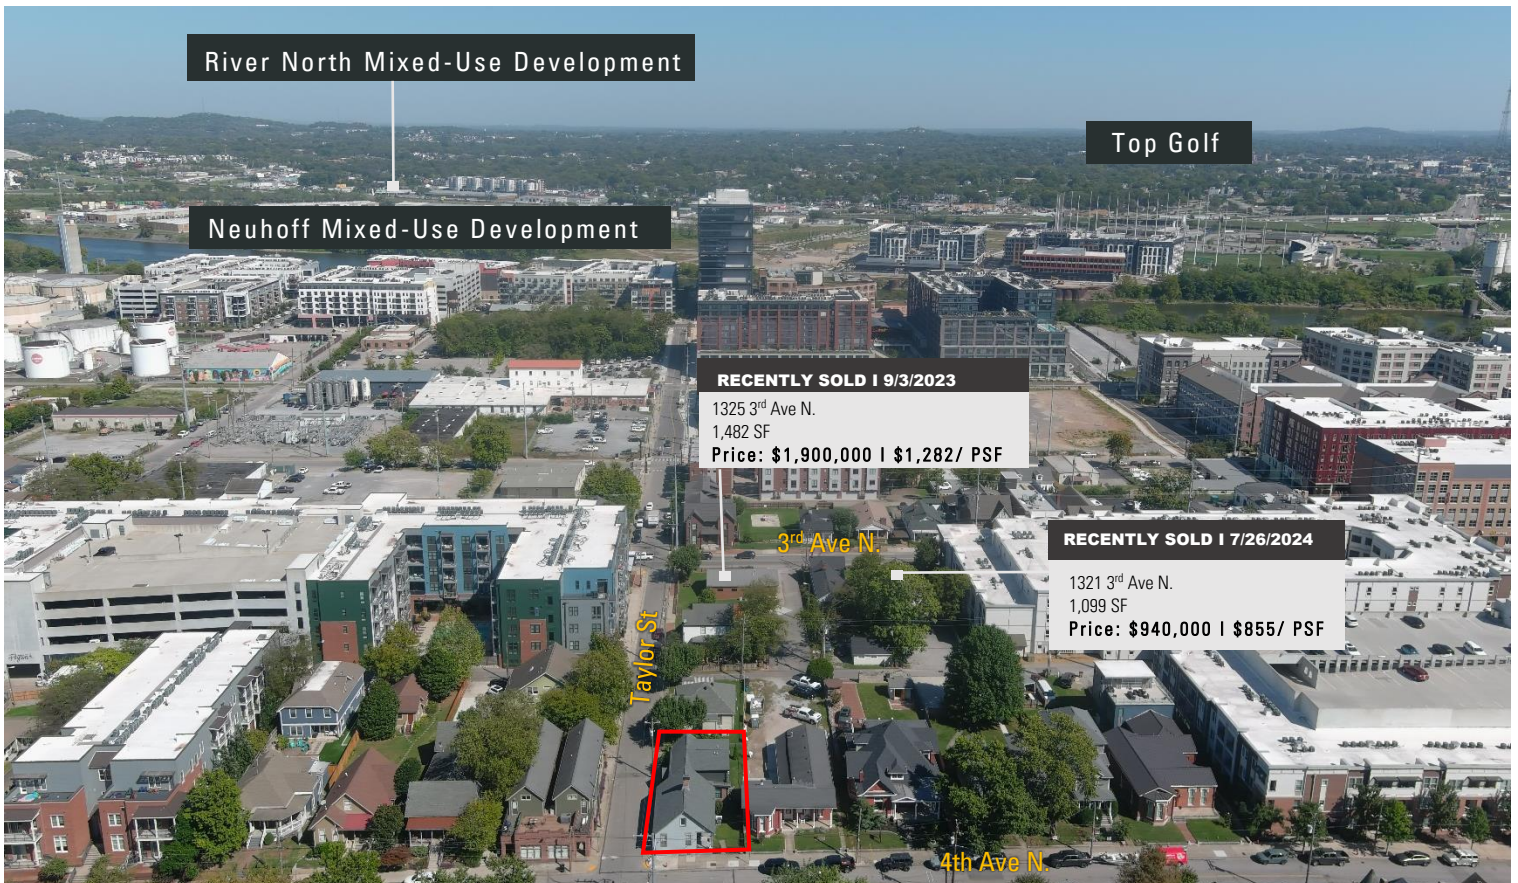 River North Mixed-Use Development
Top Golf
Neuhoff Mixed-Use Development
RECENTLY SOLD I 9/3/2023
1325 3rd Ave N.
1,482 SF
Price: $1,900,000 I $1,282/ PSF
3rd Ave N.
RECENTLY SOLD I 7/26/2024
1321 3rd Ave N.
1,099 SF
Price: $940,000 I $855/ PSF
Taylor St
4th Ave N.